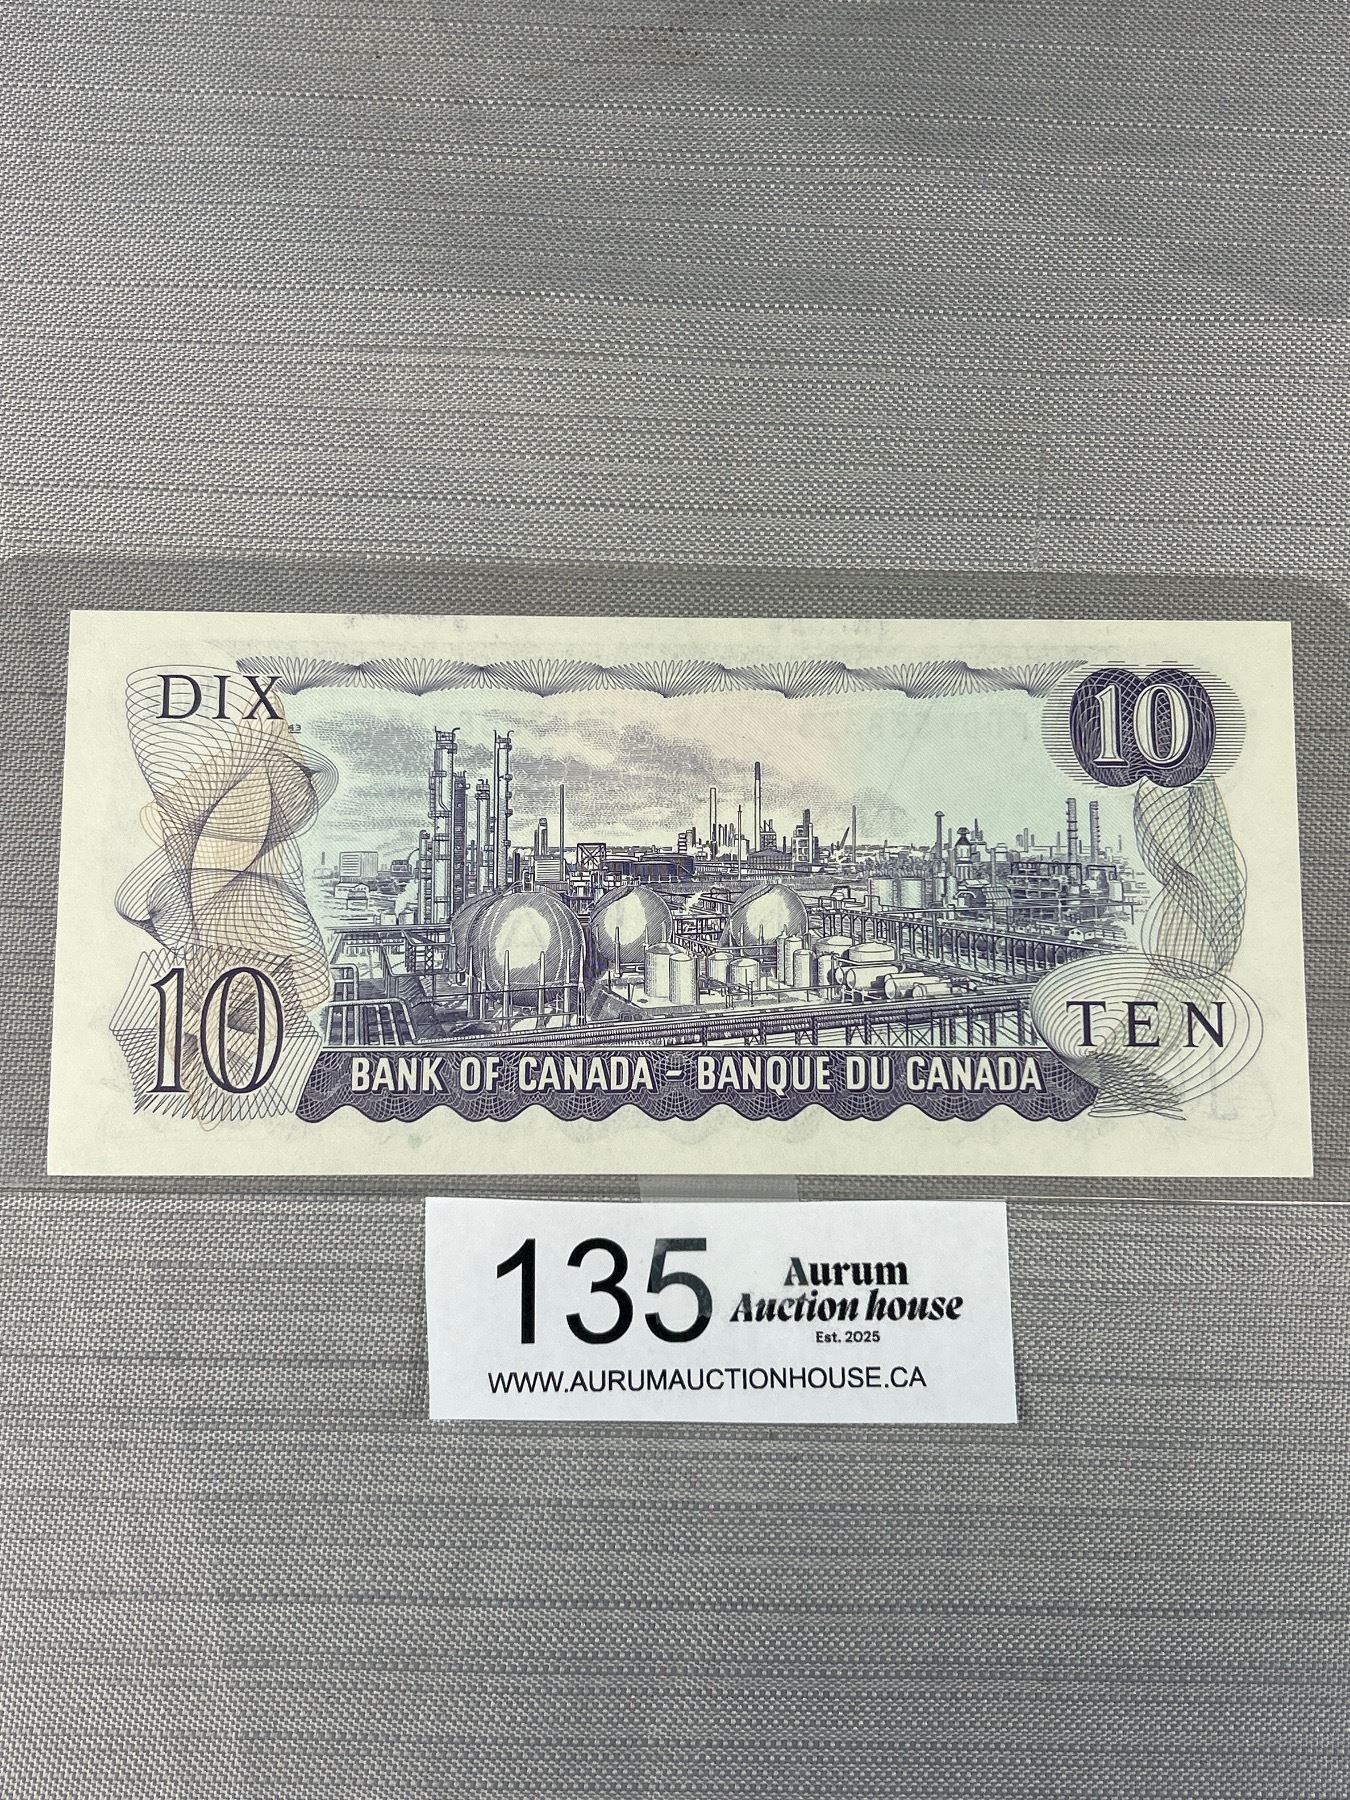 DIX
10
10
TEN
BANK OF CANADA - BANQUE DU CANADA
135
Aurum
Auction house
Est. 2025
WWW.AURUMAUCTIONHOUSE.CA